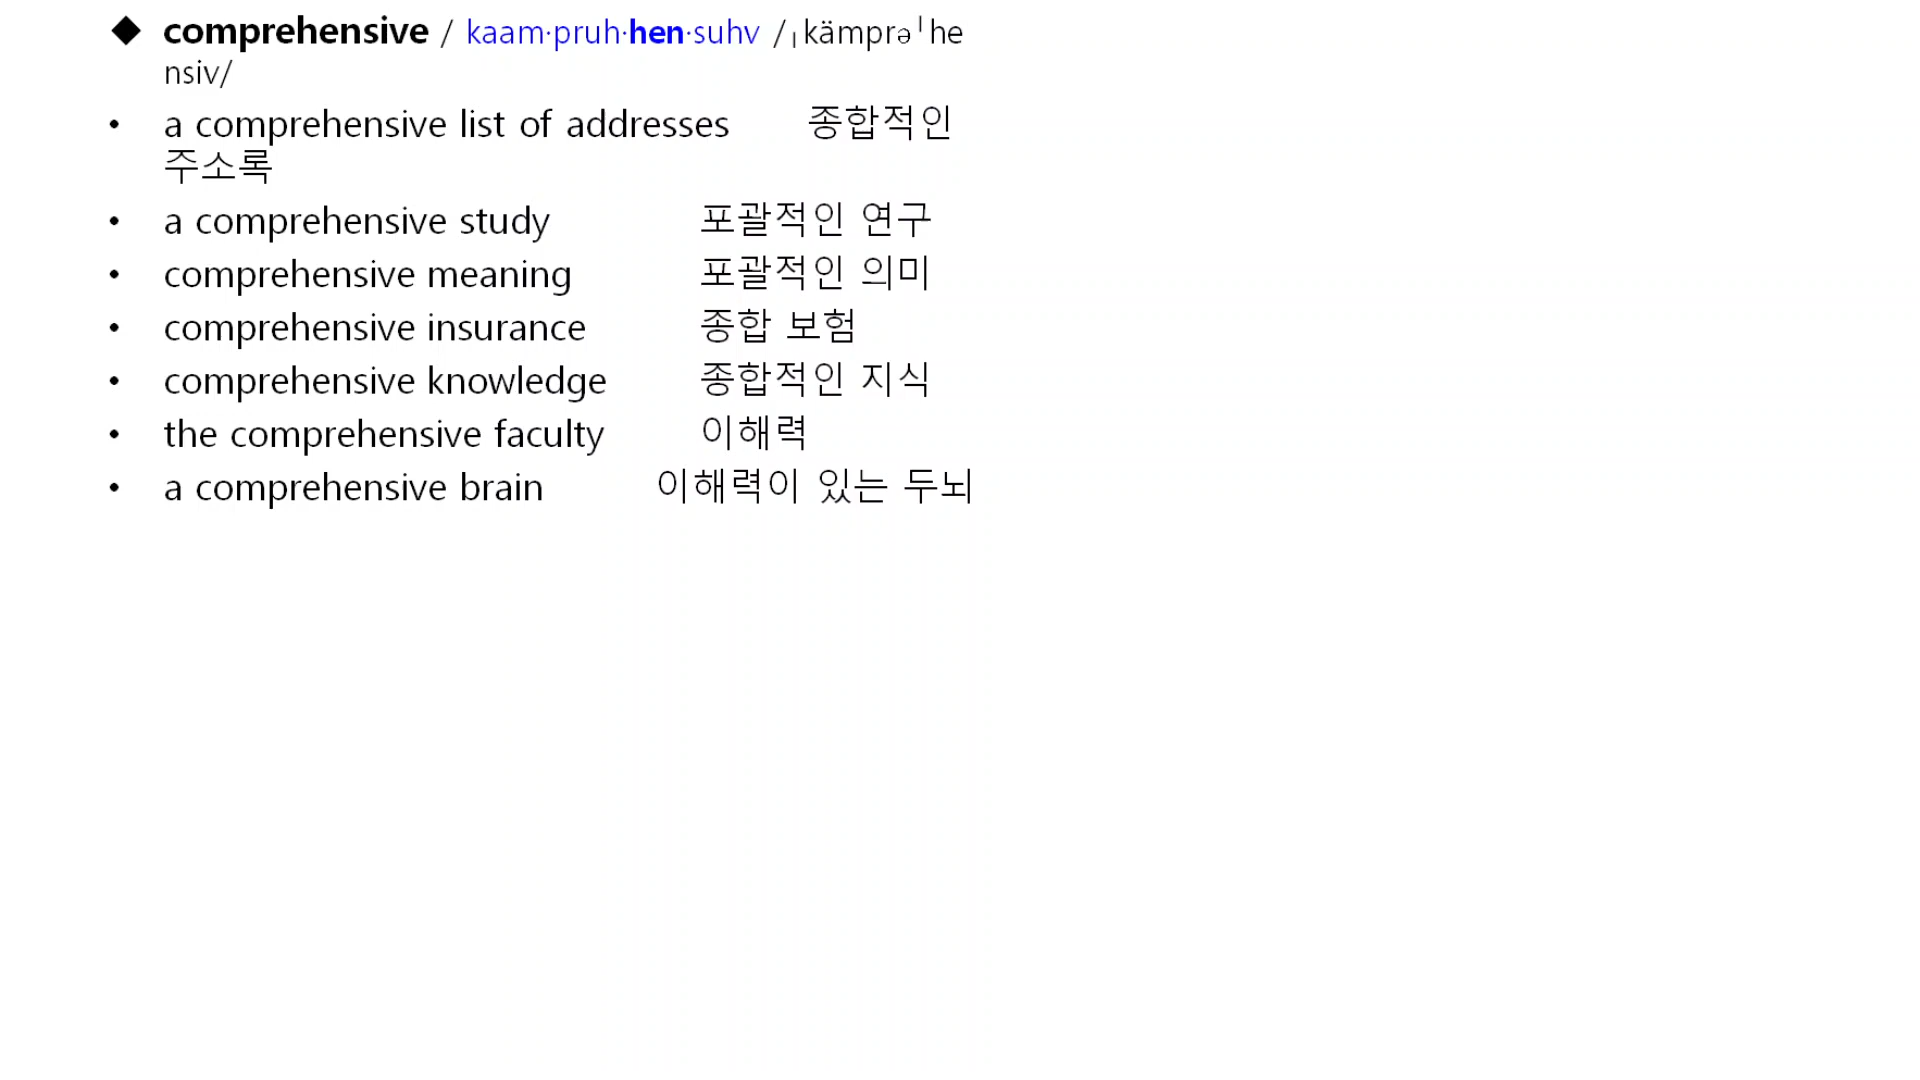 ◆ comprehensive / kaam·pruh·hen·suhv /ˌkämprəˈhe
nsiv/
• a comprehensive list of addresses 종합적인
주소록
• a comprehensive study 포괄적인 연구
• comprehensive meaning 포괄적인 의미
• comprehensive insurance 종합 보험
• comprehensive knowledge 종합적인 지식
• the comprehensive faculty 이해력
• a comprehensive brain 이해력이 있는 두뇌